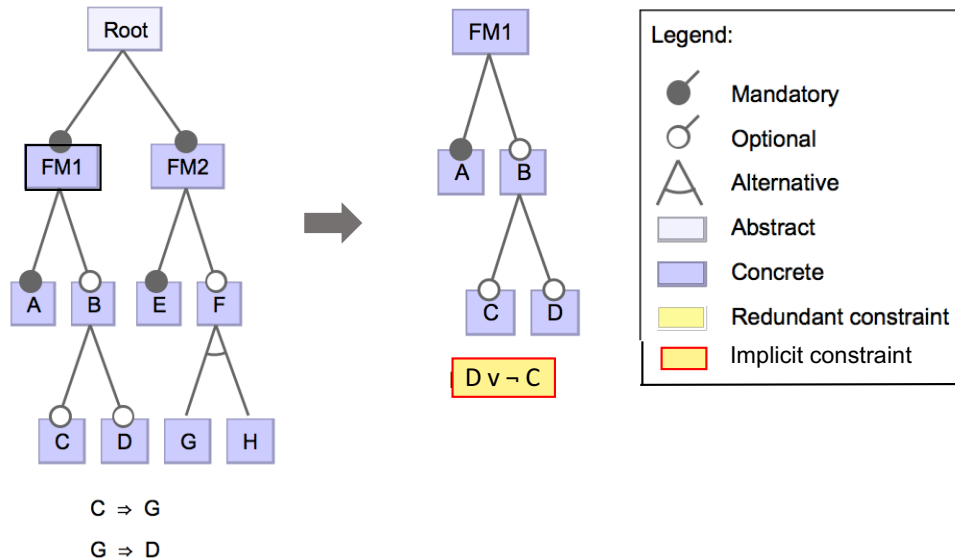 Root
FM1
FM2
A
B
E
F
C
D
G
H
C ⇒ G
G ⇒ D
FM1
A
B
C
D
D v ¬ C
Legend:
Mandatory
Optional
Alternative
Abstract
Concrete
Redundant constraint
Implicit constraint